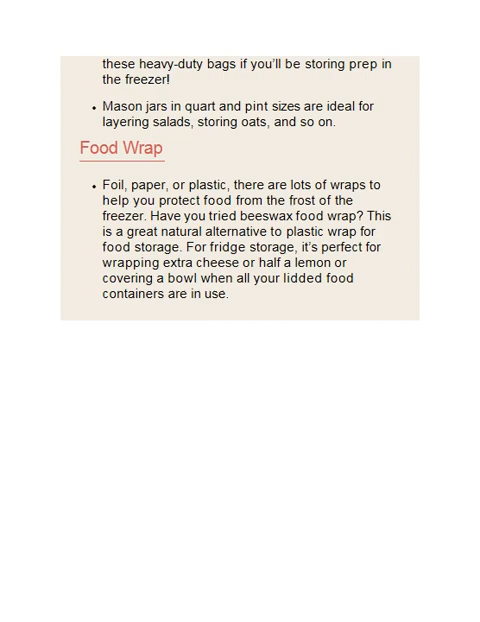 these heavy-duty bags if you'll be storing prep in
the freezer!
• Mason jars in quart and pint sizes are ideal for
layering salads, storing oats, and so on.
Food Wrap
• Foil, paper, or plastic, there are lots of wraps to
help you protect food from the frost of the
freezer. Have you tried beeswax food wrap? This
is a great natural alternative to plastic wrap for
food storage. For fridge storage, it's perfect for
wrapping extra cheese or half a lemon or
covering a bowl when all your lidded food
containers are in use.